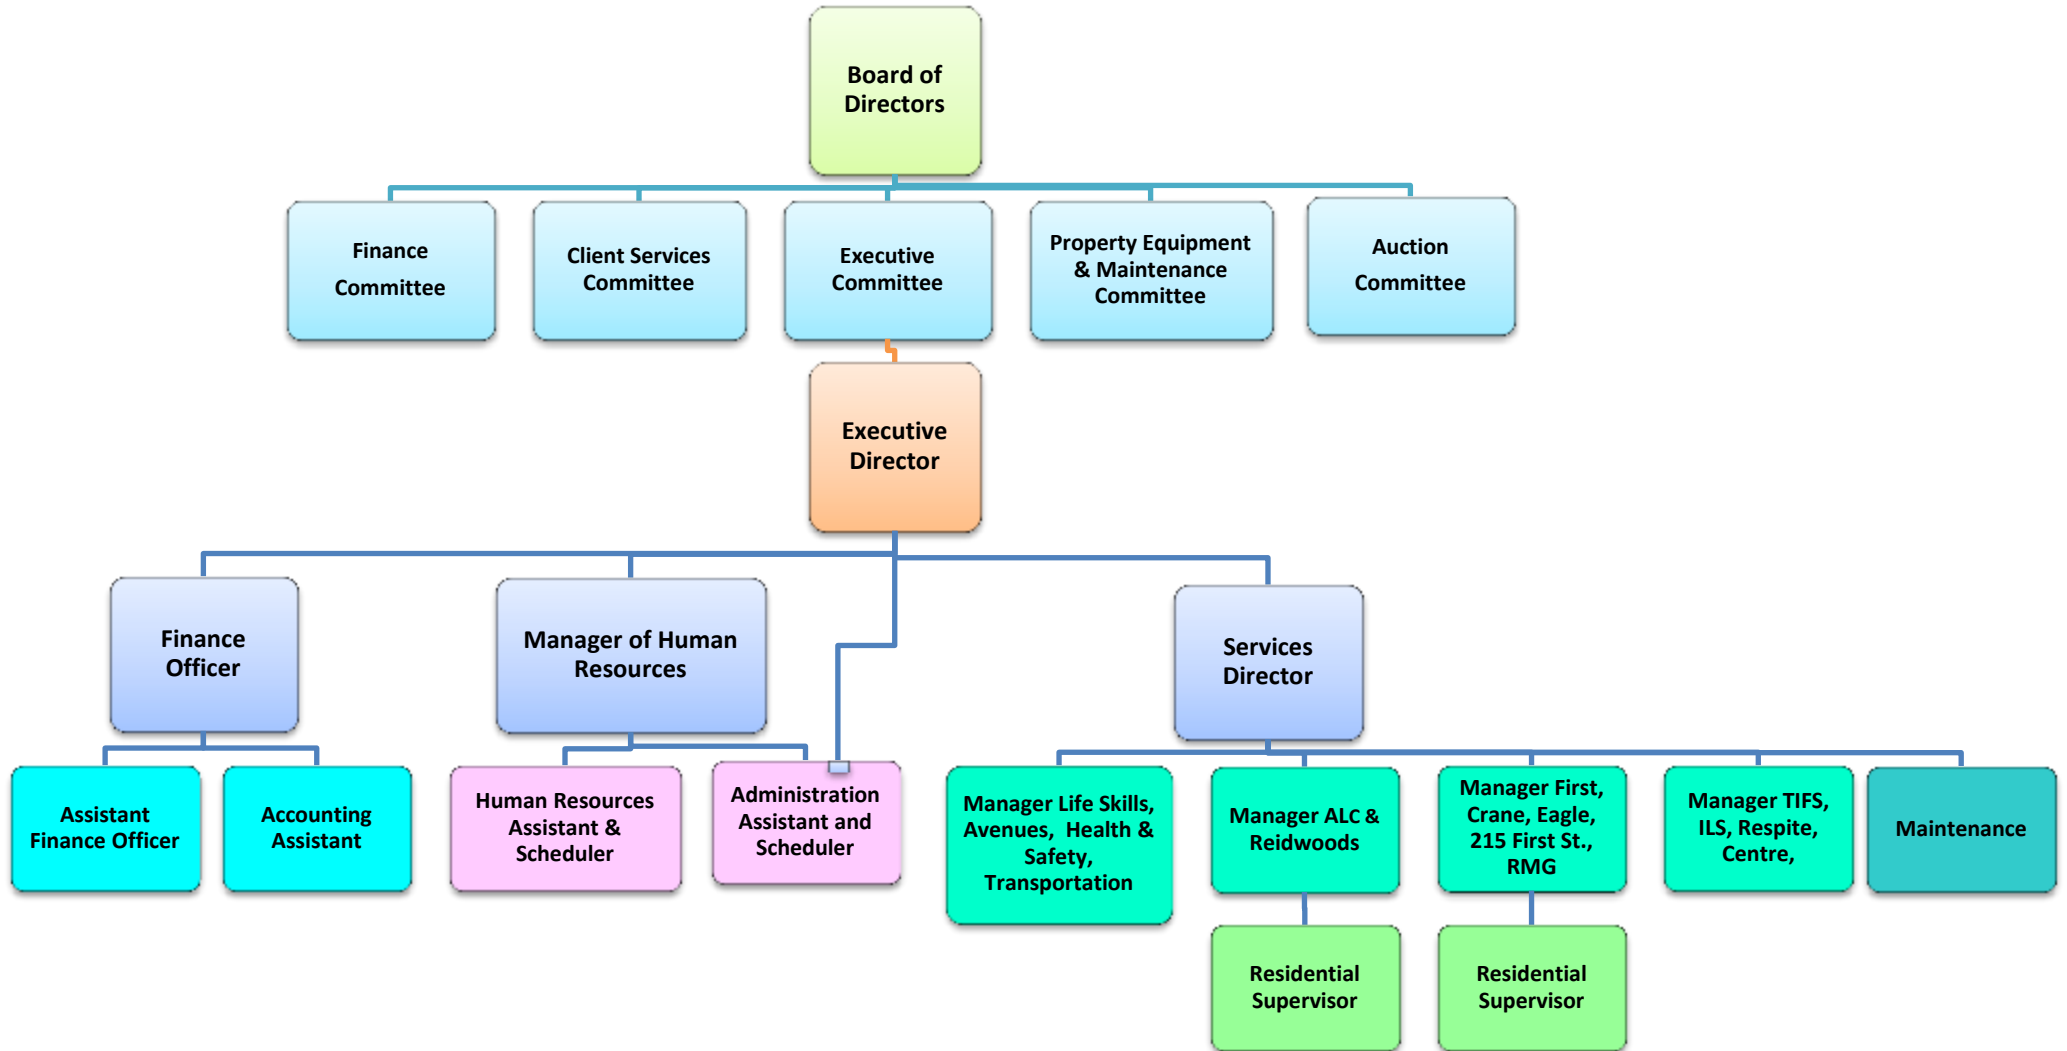 Board of
Directors
Finance
Committee
Client Services
Committee
Executive
Committee
Property Equipment
& Maintenance
Committee
Auction
Committee
Executive
Director
Finance
Officer
Manager of Human
Resources
Services
Director
Assistant
Finance Officer
Accounting
Assistant
Human Resources
Assistant &
Scheduler
Administration
Assistant and
Scheduler
Manager Life Skills,
Avenues,  Health &
Safety,
Transportation
Manager ALC &
Reidwoods
Manager First,
Crane, Eagle,
215 First St.,
RMG
Manager TIFS,
ILS, Respite,
Centre,
Maintenance
Residential
Supervisor
Residential
Supervisor